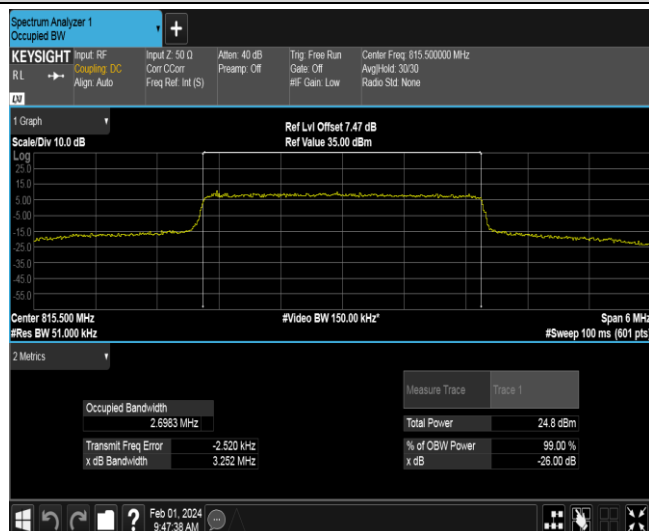 Spectrum Analyzer 1
Occupied BW
+
KEYSIGHT
RL
LXI
Input: RF
Coupling: DC
Align: Auto
Input Z: 50 Ω
Corr CCorr
Freq Ref: Int (S)
Atten: 40 dB
Preamp: Off
Trig: Free Run
Gate: Off
#IF Gain: Low
Center Freq: 815.500000 MHz
Avg|Hold: 30/30
Radio Std: None
1 Graph
Scale/Div 10.0 dB
Ref Lvl Offset 7.47 dB
Ref Value 35.00 dBm
Log
25.0
15.0
5.00
-5.00
-15.0
-25.0
-35.0
-45.0
-55.0
Center 815.500 MHz
#Res BW 51.000 kHz
#Video BW 150.00 kHz*
Span 6 MHz
#Sweep 100 ms (601 pts)
2 Metrics
Measure Trace Trace 1
Occupied Bandwidth
2.6983 MHz
Total Power 24.8 dBm
Transmit Freq Error -2.520 kHz
% of OBW Power 99.00 %
x dB Bandwidth 3.252 MHz
x dB -26.00 dB
?
Feb 01, 2024
9:47:38 AM